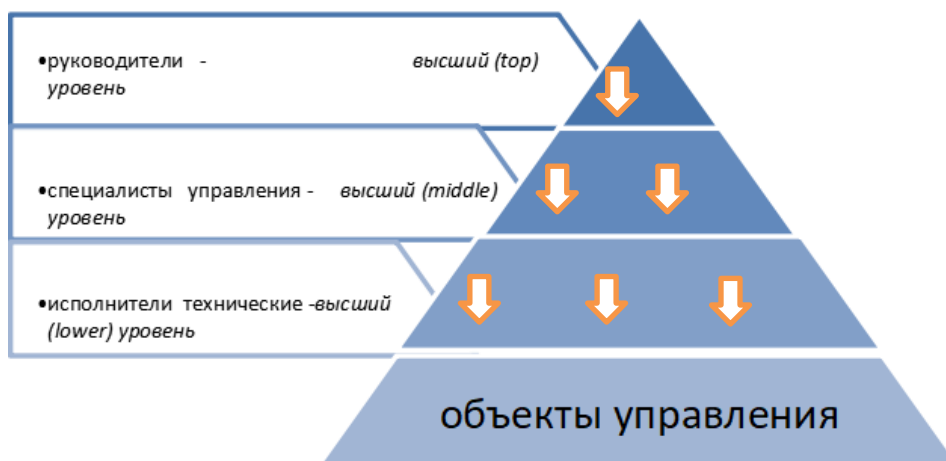 •руководители - высший (top)
уровень
•специалисты управления - высший (middle)
уровень
•исполнители технические -высший
(lower) уровень
объекты управления